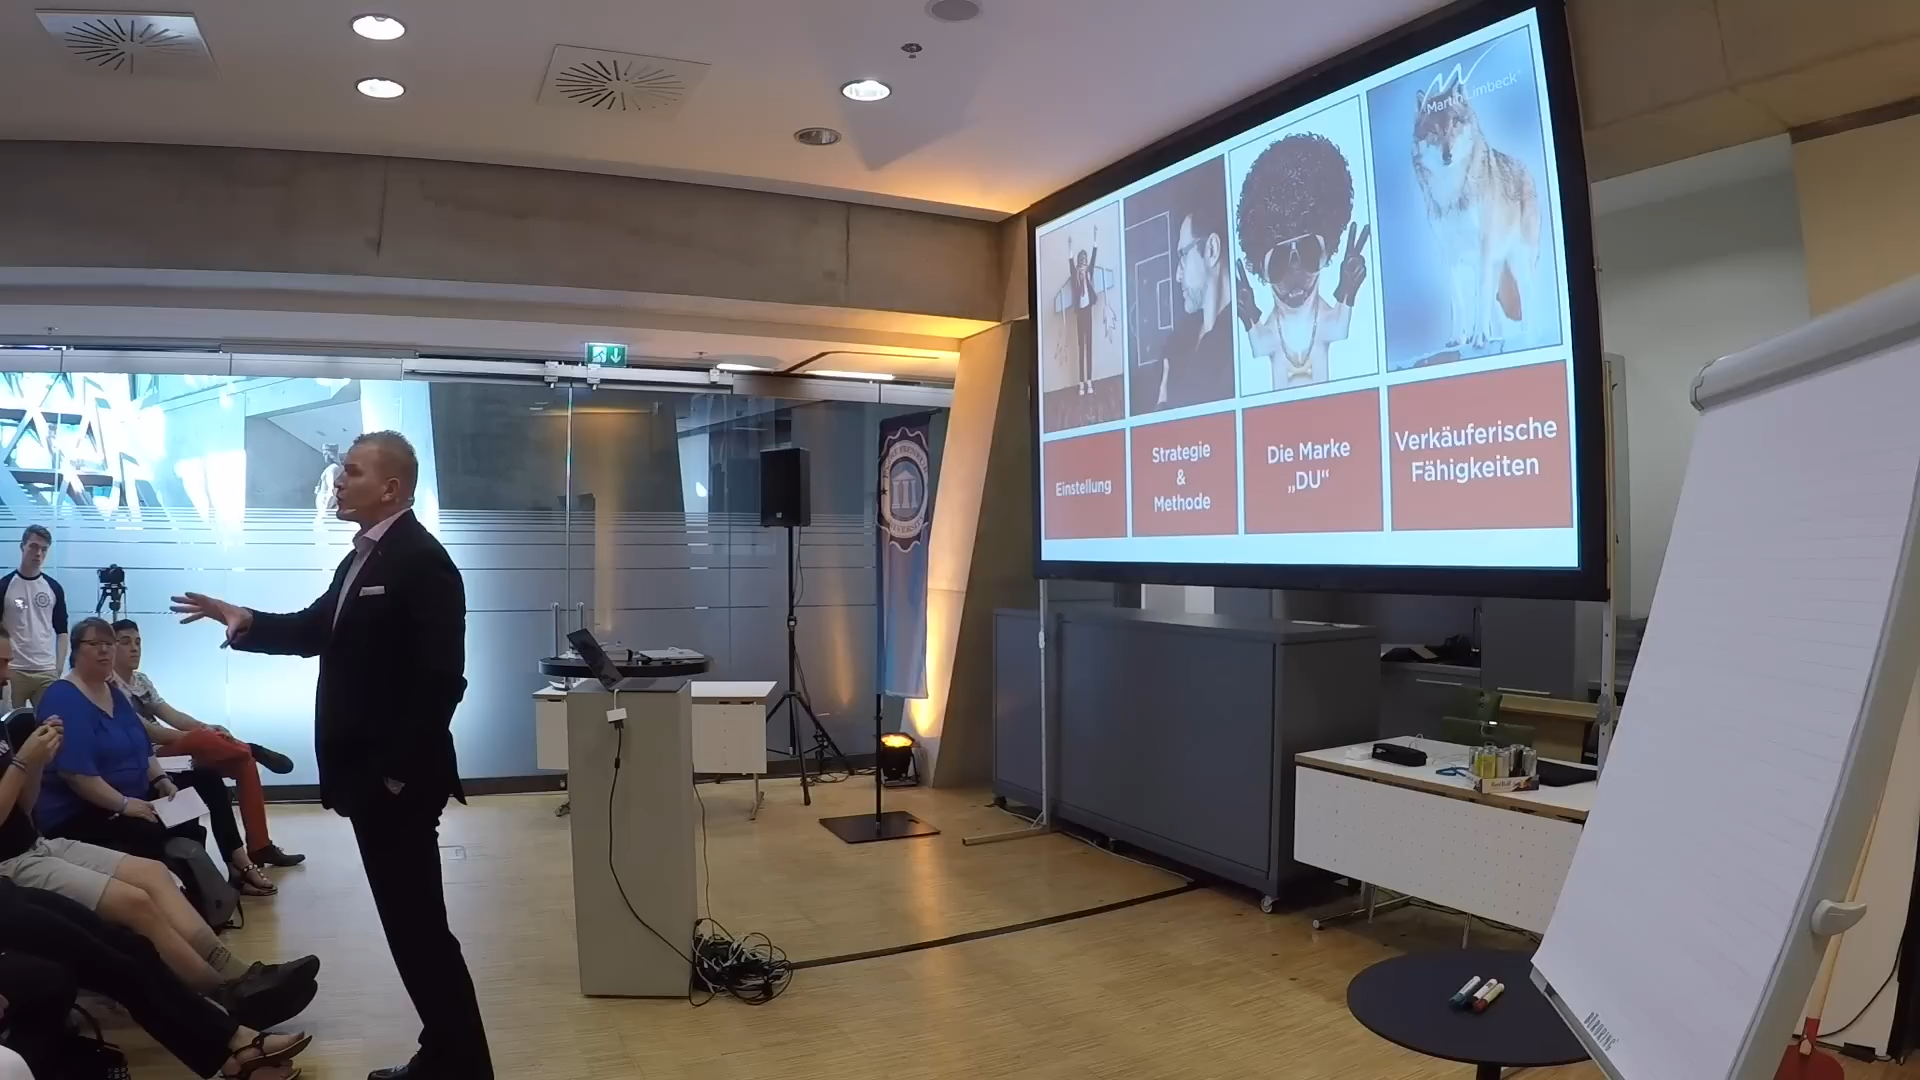 Martin Limbeck®
Einstellung
Strategie
&
Methode
Die Marke
„DU“
Verkäuferische
Fähigkeiten